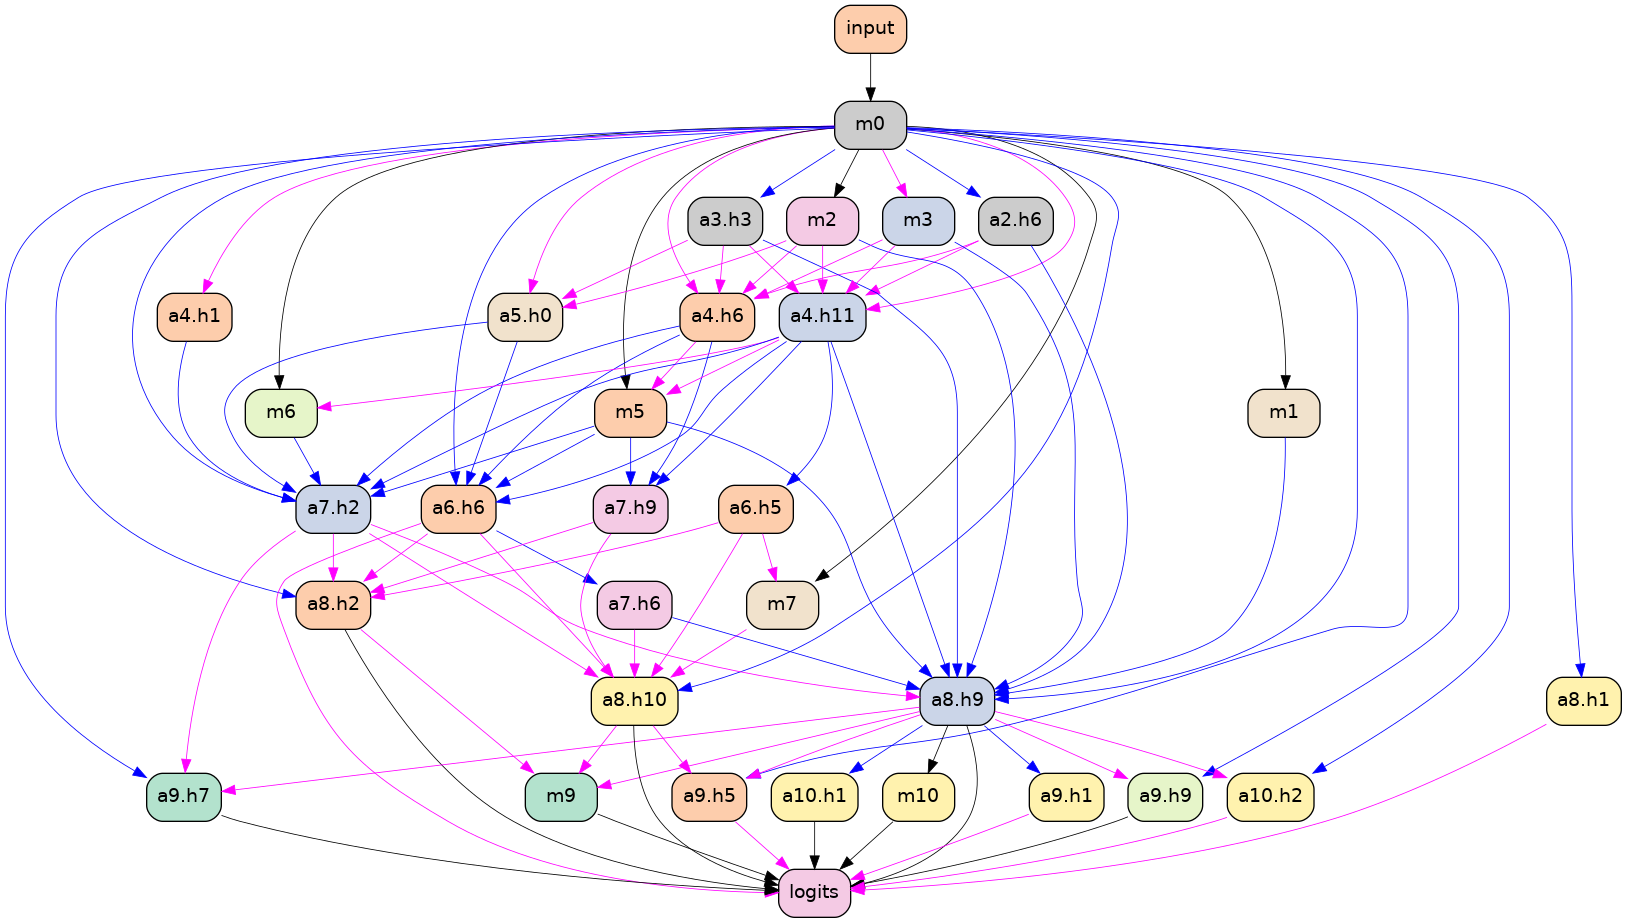 input
m0
a3.h3 m2 m3 a2.h6
a4.h1 a5.h0 a4.h6 a4.h11
m6 m5 m1
a7.h2 a6.h6 a7.h9 a6.h5
a8.h2 a7.h6 m7
a8.h10 a8.h9 a8.h1
a9.h7 m9 a9.h5 a10.h1 m10 a9.h1 a9.h9 a10.h2
logits